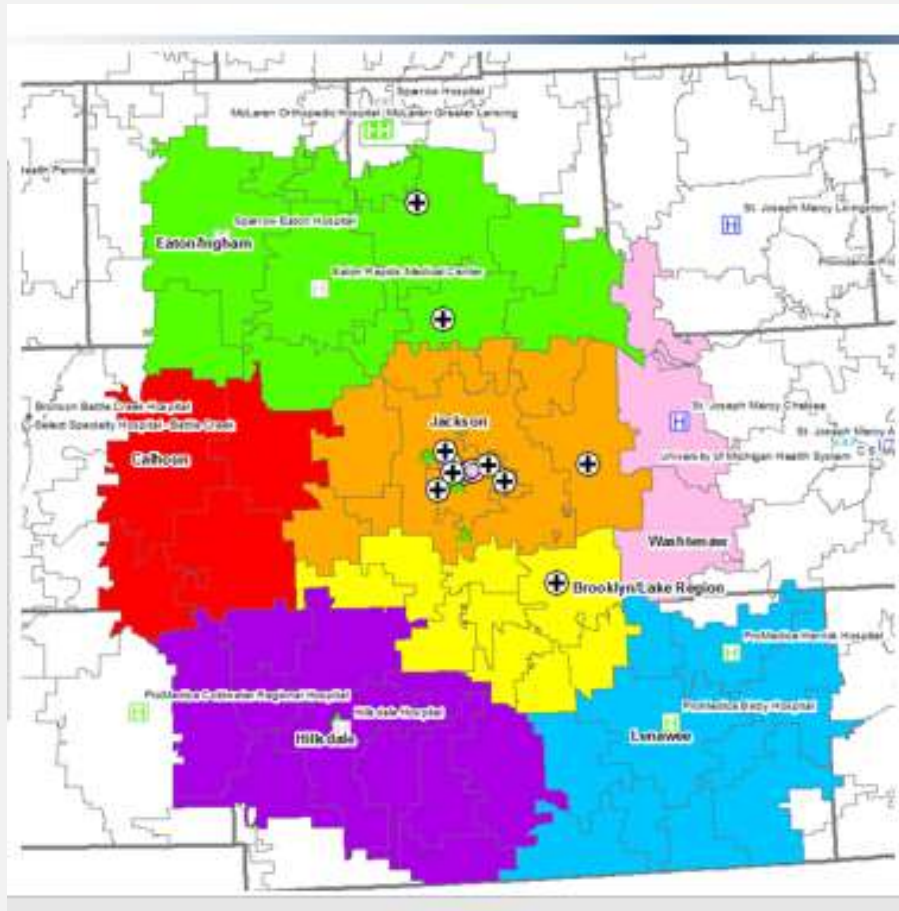 Sparrow Hospital
McLaren Orthopedic Hospital McLaren Greater Lansing
St. Joseph Mercy Livingston
Sparrow Eaton Hospital
Eaton/Ingham
Eaton Rapids Medical Center
Bronson Battle Creek Hospital
Select Specialty Hospital - Battle Creek
St. Joseph Mercy Chelsea
Jackson
St. Joseph Mercy A
Calhoun
University of Michigan Health System
Washtenaw
Brooklyn/Lake Region
ProMedica Herrick Hospital
ProMedica Coldwater Regional Hospital
Hillsdale Hospital
ProMedica Bixby Hospital
Hillsdale
Lenawee